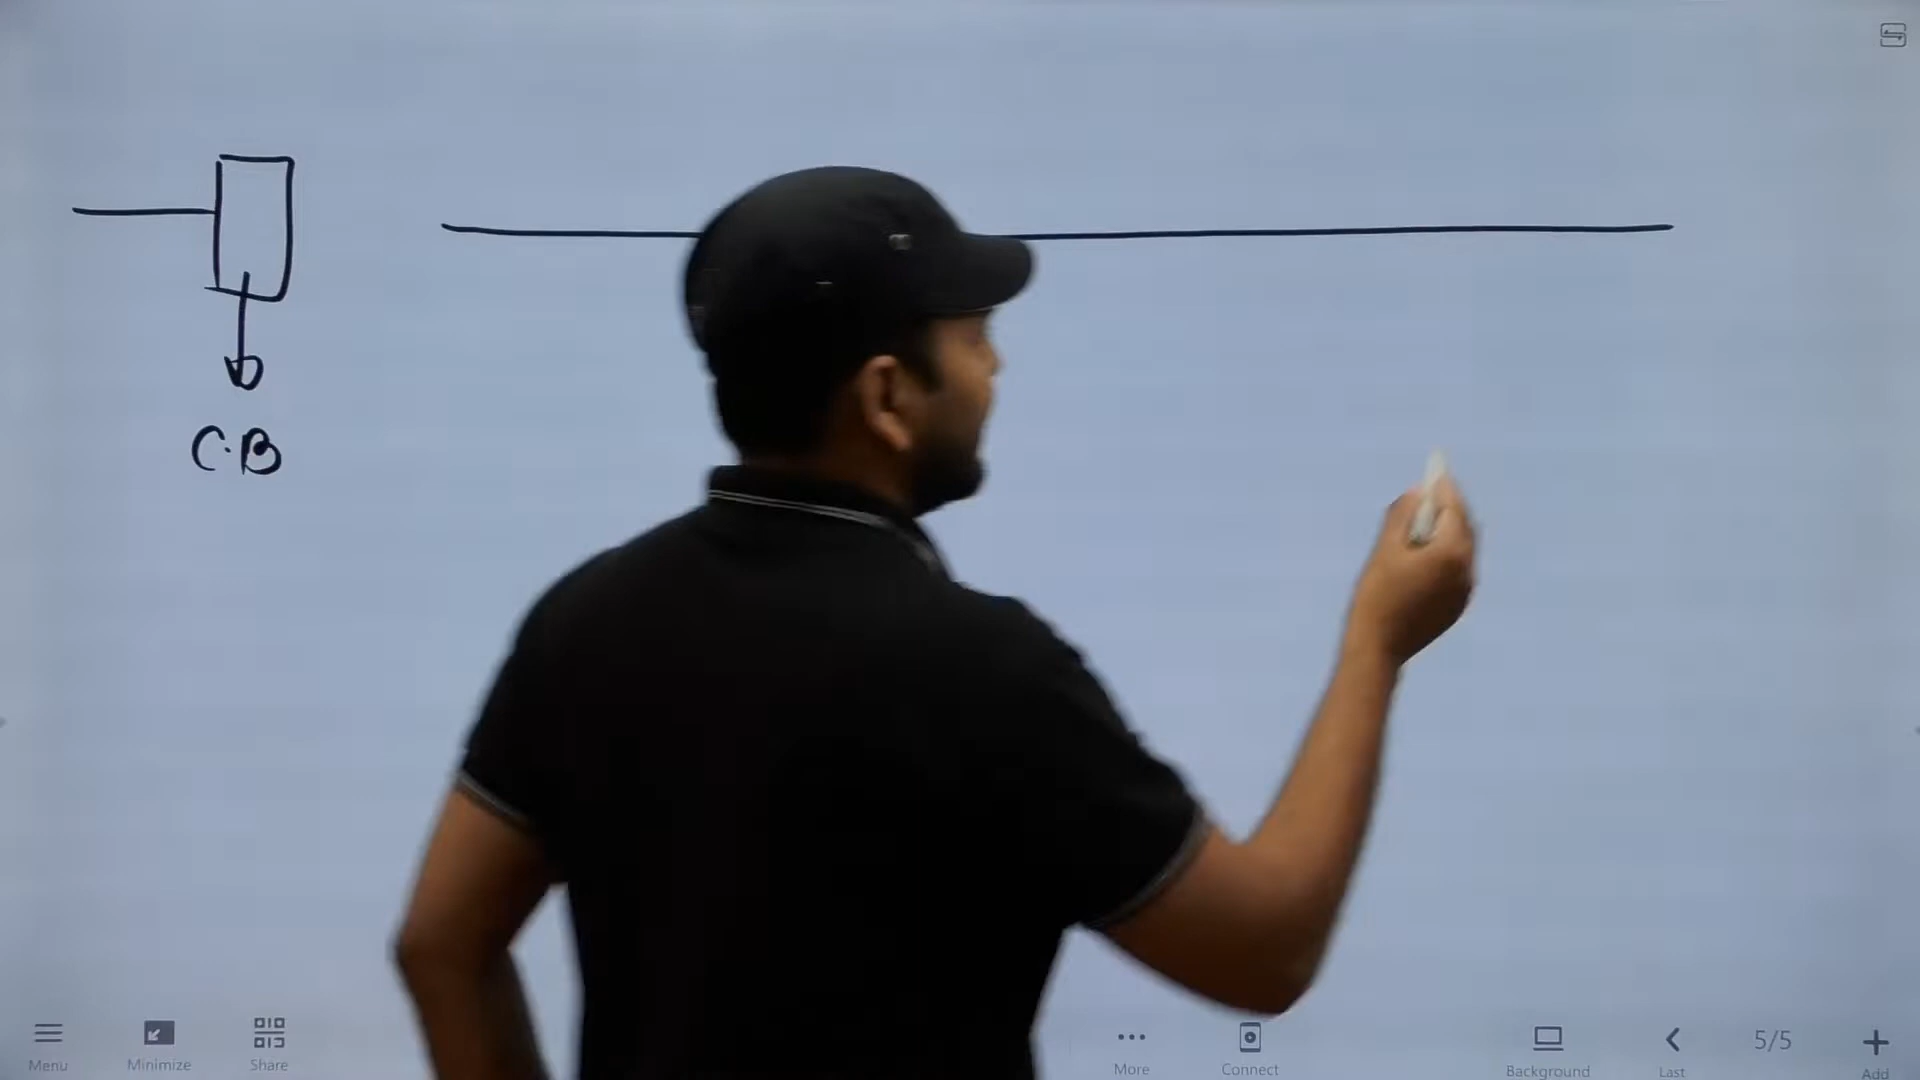 C.B
Menu
Minimize
Share
More
Connect
Background
Last
5/5
Add